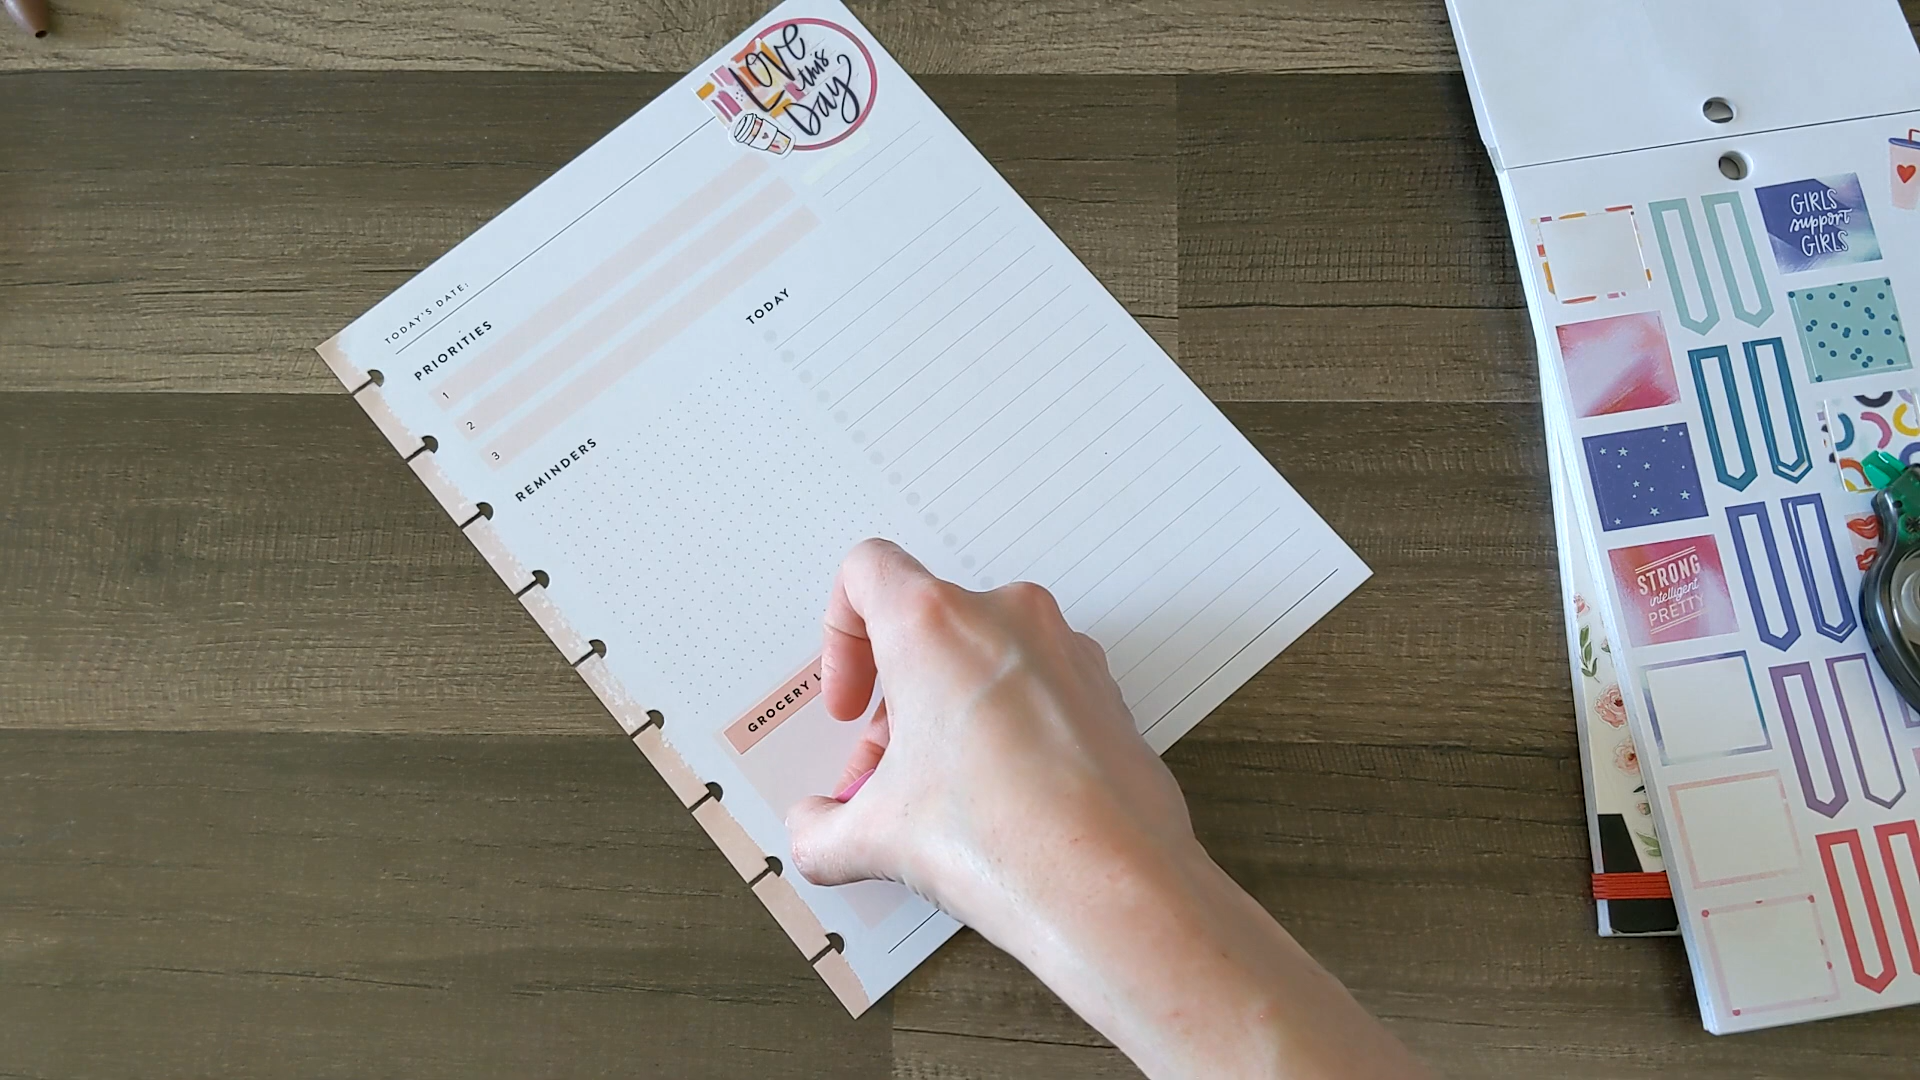 LOVE
this
Day
TODAY'S DATE:
PRIORITIES
1
2
3
REMINDERS
TODAY
GROCERY L
GIRLS
support
GIRLS
STRONG
intelligent
PRETTY